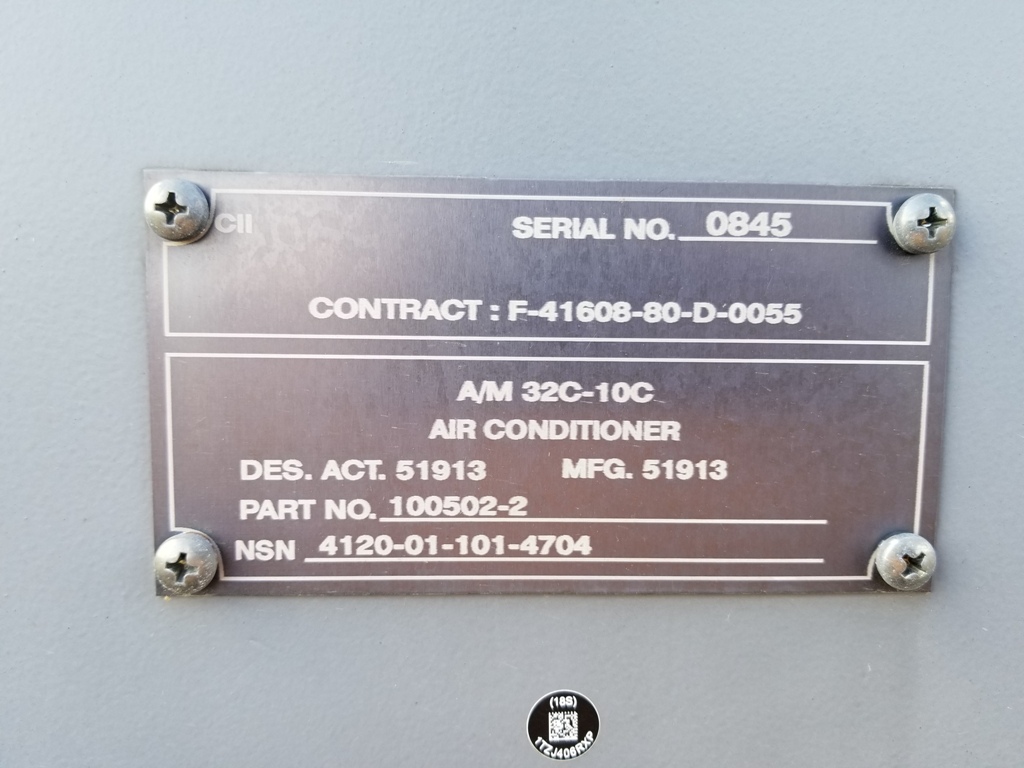 CII
SERIAL NO. 0845
CONTRACT : F-41608-80-D-0055
A/M 32C-10C
AIR CONDITIONER
DES. ACT. 51913 MFG. 51913
PART NO. 100502-2
NSN 4120-01-101-4704
(18S)
1TZJ406RXP